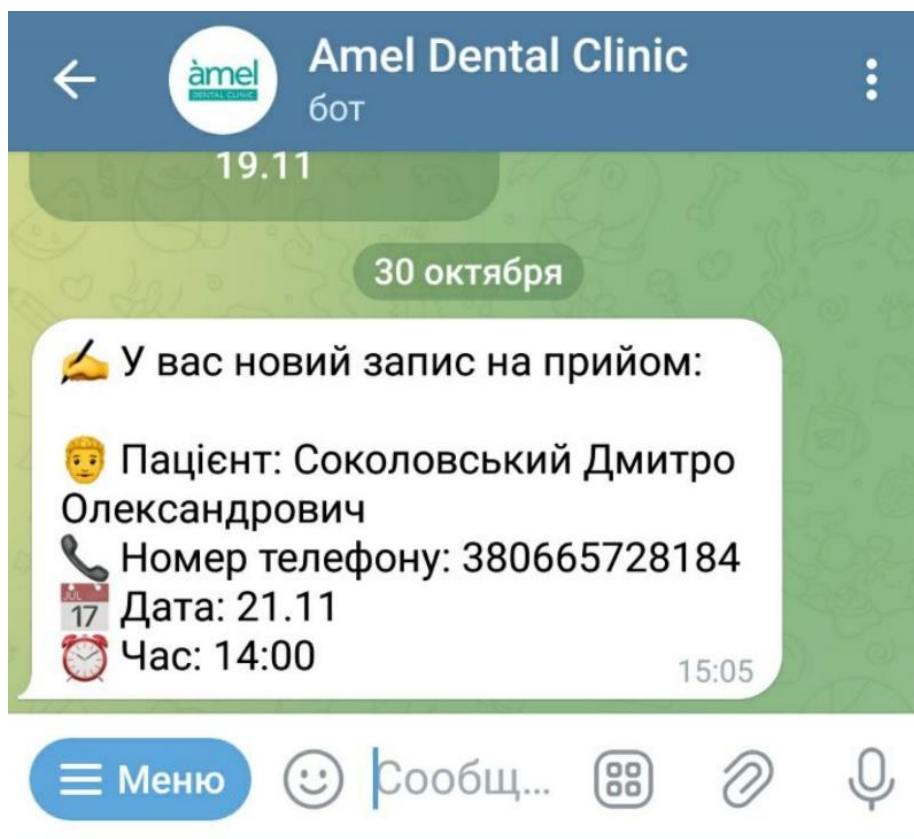 Amel Dental Clinic
бот
àmel
DENTAL CLINIC
19.11
30 октября
✍️ У вас новий запис на прийом:
👨‍🦰 Пацієнт: Соколовський Дмитро
Олександрович
📞 Номер телефону: 380665728184
📅 Дата: 21.11
⏰ Час: 14:00
15:05
Меню
Сообщ...